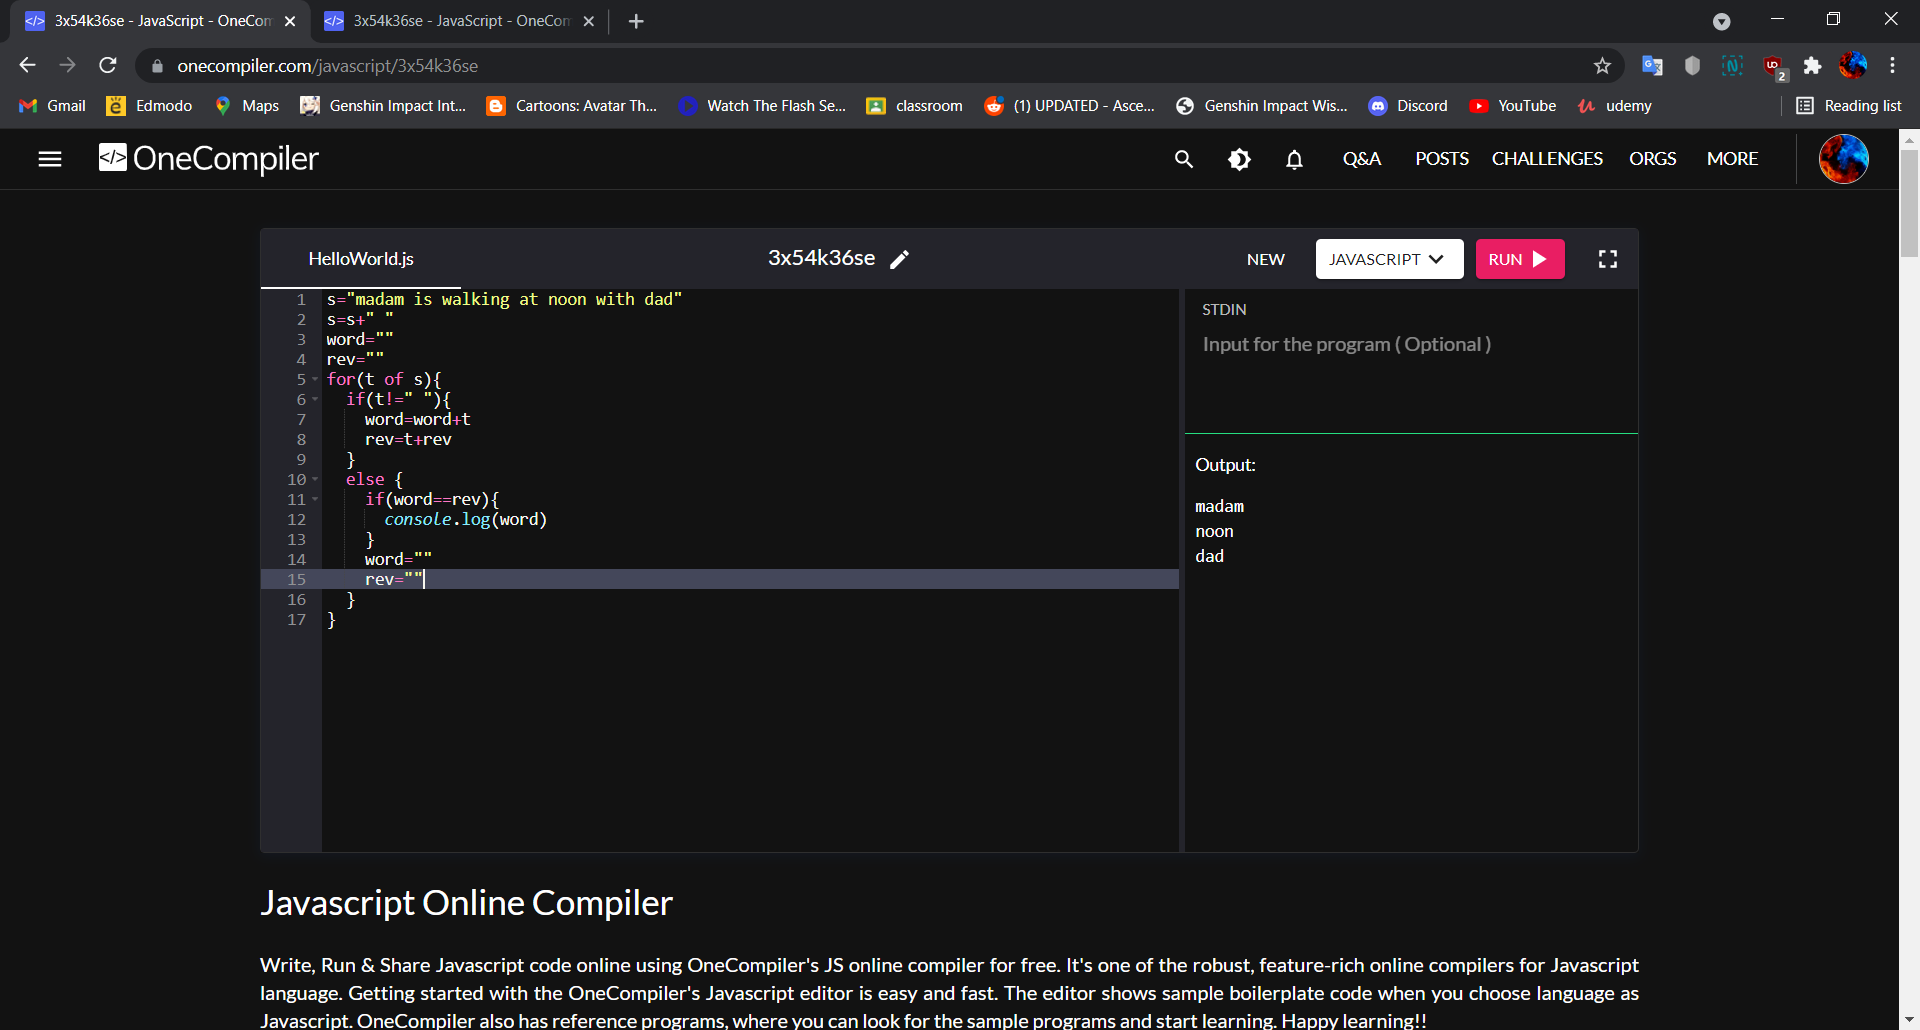 3x54k36se - JavaScript - OneCom
3x54k36se - JavaScript - OneCom
onecompiler.com/javascript/3x54k36se
2
Gmail
Edmodo
Maps
Genshin Impact Int...
Cartoons: Avatar Th...
Watch The Flash Se...
classroom
(1) UPDATED - Asce...
Genshin Impact Wis...
Discord
YouTube
udemy
Reading list
</> OneCompiler
Q&A
POSTS
CHALLENGES
ORGS
MORE
HelloWorld.js
3x54k36se
NEW
JAVASCRIPT
RUN
1 s="madam is walking at noon with dad"
2 s=s+" "
3 word=""
4 rev=""
5 for(t of s){
6 if(t!=" "){
7 word=word+t
8 rev=t+rev
9 }
10 else {
11 if(word==rev){
12 console.log(word)
13 }
14 word=""
15 rev=""
16 }
17 }
STDIN
Input for the program ( Optional )
Output:
madam
noon
dad
Javascript Online Compiler
Write, Run & Share Javascript code online using OneCompiler's JS online compiler for free. It's one of the robust, feature-rich online compilers for Javascript
language. Getting started with the OneCompiler's Javascript editor is easy and fast. The editor shows sample boilerplate code when you choose language as
Javascript. OneCompiler also has reference programs, where you can look for the sample programs and start learning. Happy learning!!